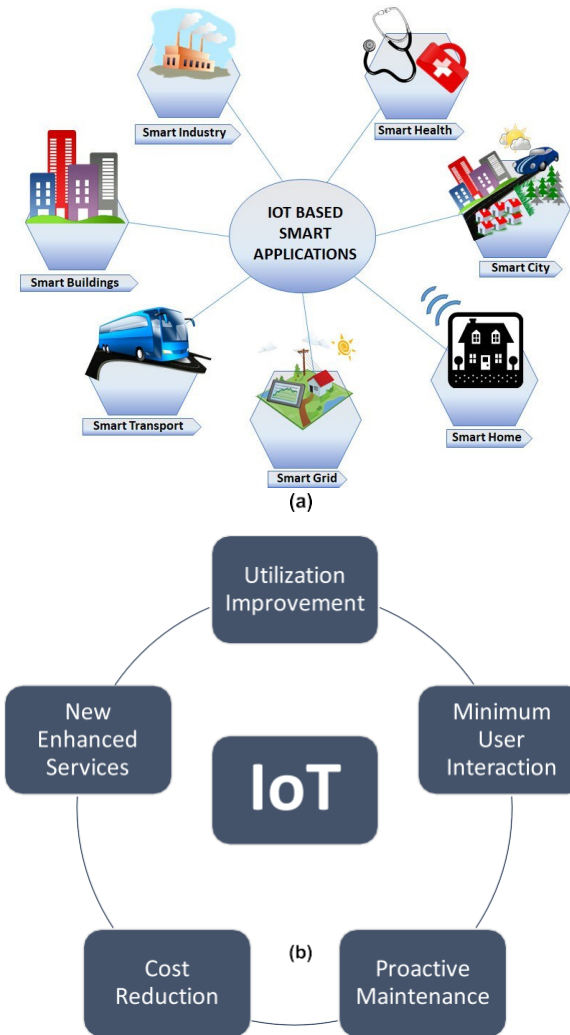 Smart Industry
Smart Health
IOT BASED
SMART
APPLICATIONS
Smart Buildings
Smart City
Smart Transport
Smart Home
Smart Grid
(a)
Utilization
Improvement
New
Enhanced
Services
Minimum
User
Interaction
IoT
Cost
Reduction
(b)
Proactive
Maintenance